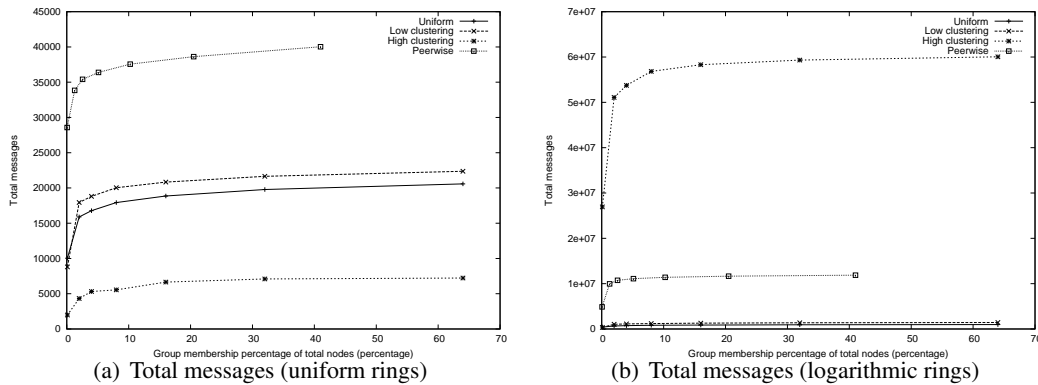 45000
40000
35000
30000
25000
20000
15000
10000
5000
0
Total messages
0 10 20 30 40 50 60 70
Group membership percentage of total nodes (percentage)
Uniform
Low clustering
High clustering
Peerwise
(a) Total messages (uniform rings)
7e+07
6e+07
5e+07
4e+07
3e+07
2e+07
1e+07
0
Total messages
0 10 20 30 40 50 60 70
Group membership percentage of total nodes (percentage)
Uniform
Low clustering
High clustering
Peerwise
(b) Total messages (logarithmic rings)